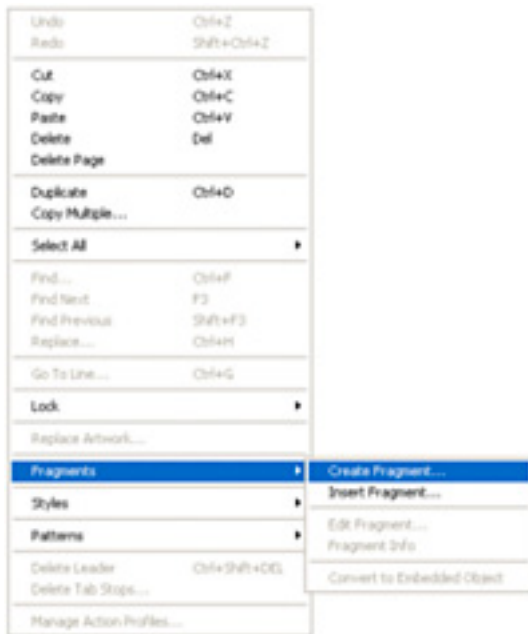 Undo Ctrl+Z
Redo Shift+Ctrl+Z
Cut Ctrl+X
Copy Ctrl+C
Paste Ctrl+V
Delete Del
Delete Page
Duplicate Ctrl+D
Copy Multiple...
Select All
Find... Ctrl+F
Find Next F3
Find Previous Shift+F3
Replace... Ctrl+H
Go To Line... Ctrl+G
Lock
Replace Artwork...
Fragments
Create Fragment...
Insert Fragment...
Styles
Edit Fragment...
Patterns
Fragment Info
Delete Leader Ctrl+Shift+DEL
Convert to Embedded Object
Delete Tab Stops...
Manage Action Profiles...